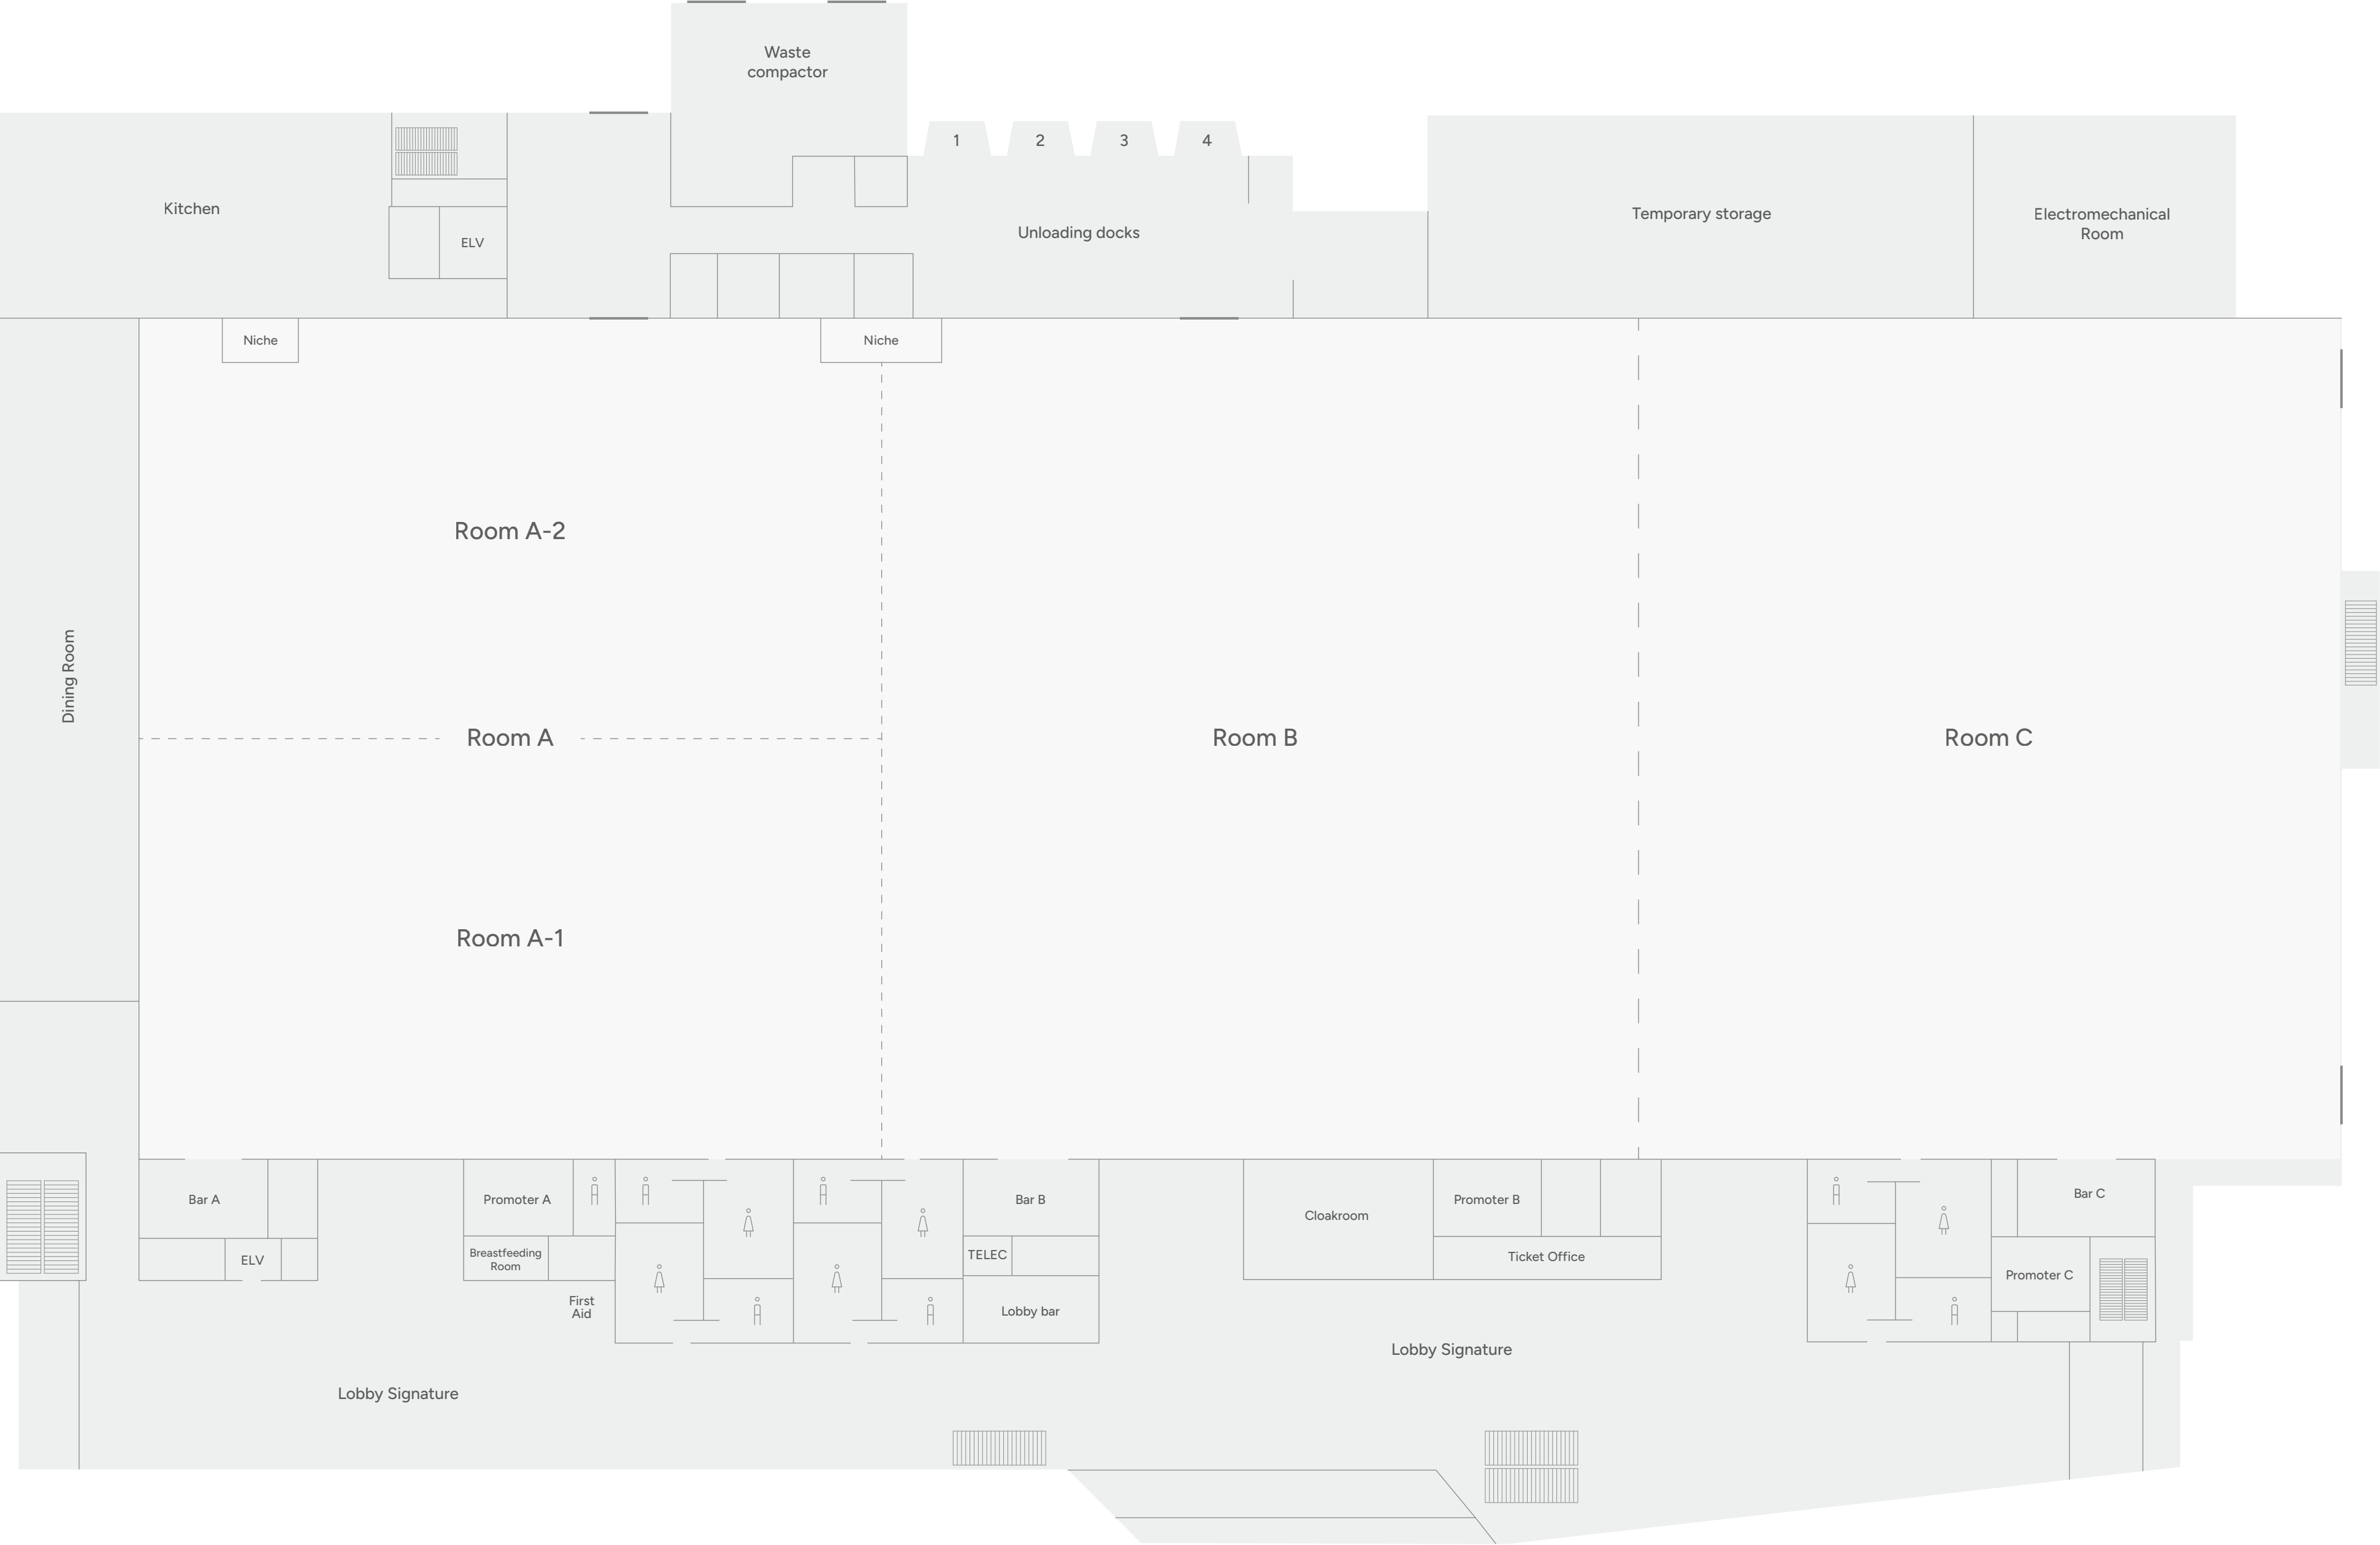 Waste
compactor
1
2
3
4
Kitchen
ELV
Unloading docks
Temporary storage
Electromechanical
Room
Niche
Niche
Room A-2
Dining Room
Room A
Room B
Room C
Room A-1
Bar A
ELV
Promoter A
Breastfeeding
Room
First
Aid
Bar B
TELEC
Lobby bar
Cloakroom
Promoter B
Ticket Office
Bar C
Promoter C
Lobby Signature
Lobby Signature